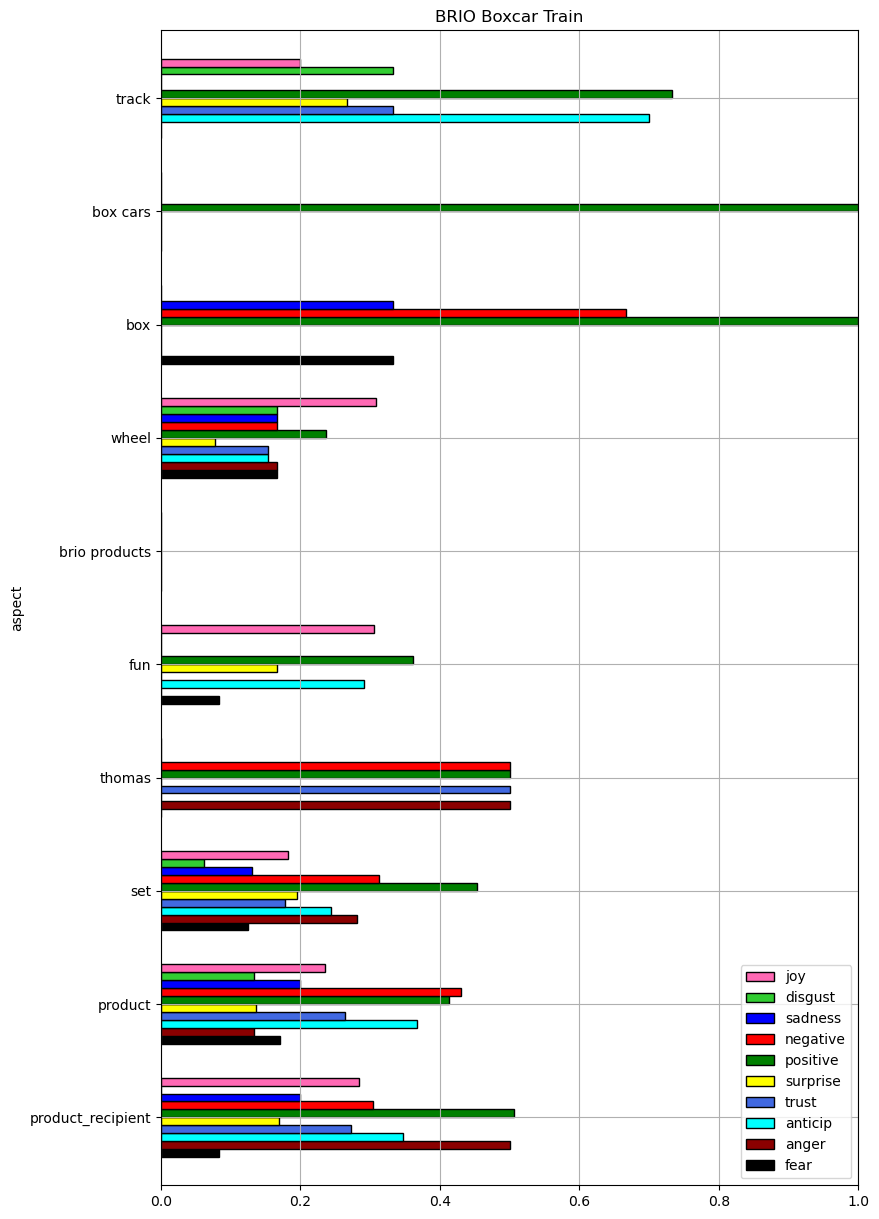 BRIO Boxcar Train
track
box cars
box
wheel
brio products
fun
thomas
set
product
product_recipient
aspect
joy
disgust
sadness
negative
positive
surprise
trust
anticip
anger
fear
0.0 0.2 0.4 0.6 0.8 1.0